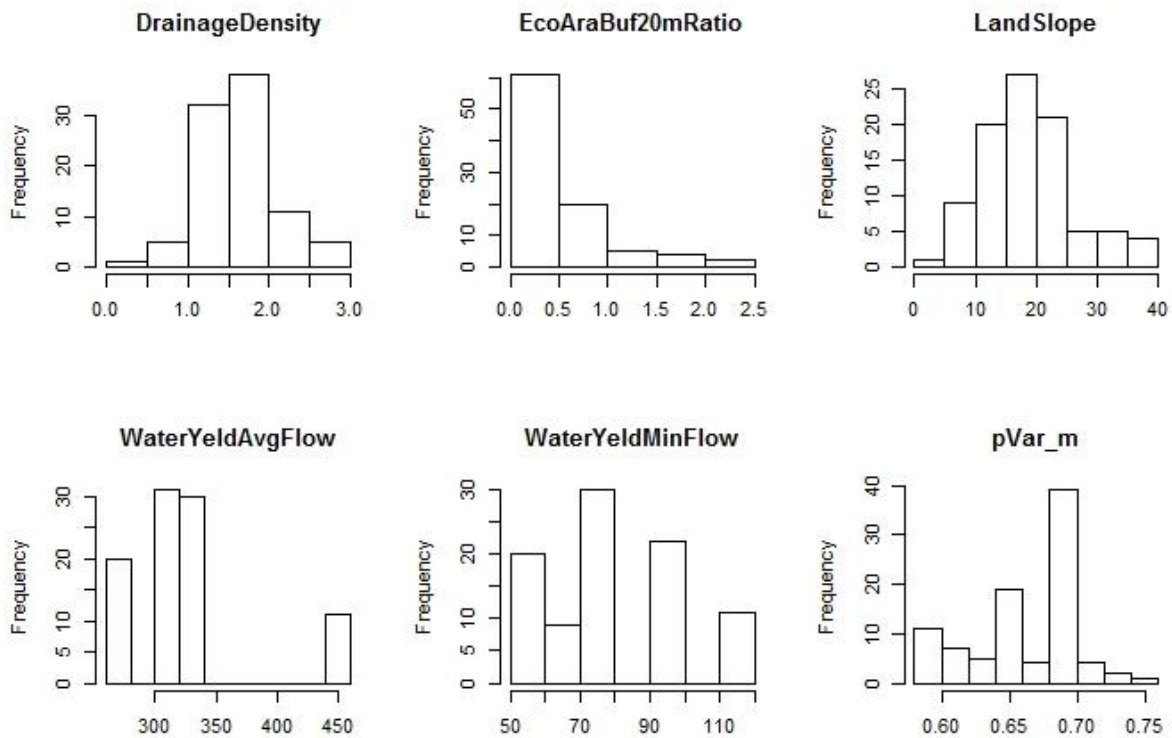 DrainageDensity
EcoAraBuf20mRatio
LandSlope
Frequency
0 10 20 30
0.0 1.0 2.0 3.0
Frequency
0 10 30 50
0.0 0.5 1.0 1.5 2.0 2.5
Frequency
0 5 10 15 20 25
0 10 20 30 40
WaterYeldAvgFlow
WaterYeldMinFlow
pVar_m
Frequency
0 5 10 20 30
300 350 400 450
Frequency
0 5 10 20 30
50 70 90 110
Frequency
0 10 20 30 40
0.60 0.65 0.70 0.75